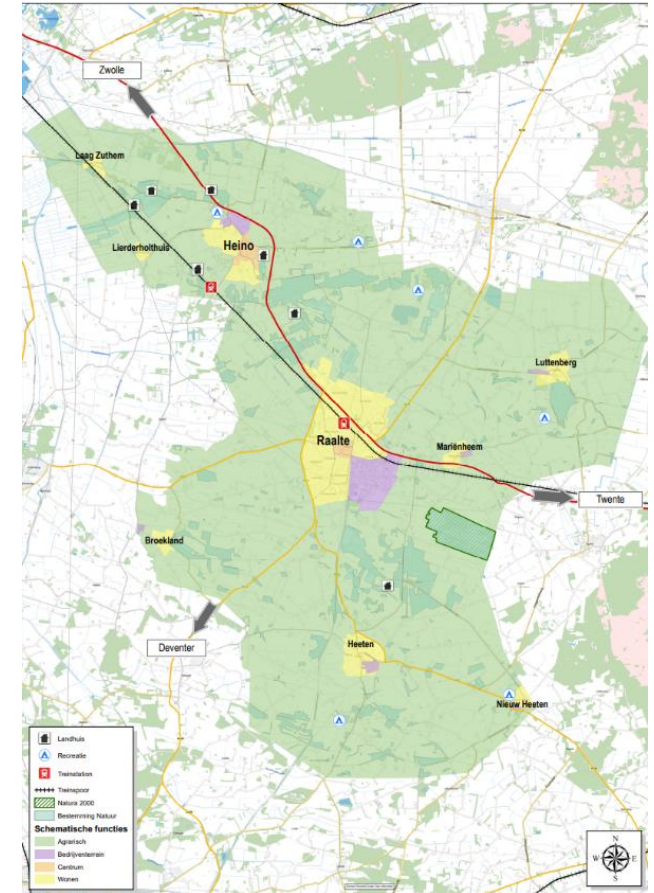 Zwolle
Laag Zuthem
Lierderholthuis
Heino
Luttenberg
Raalte
Mariënheem
Twente
Broekland
Deventer
Heeten
Nieuw Heeten
Landhuis
Recreatie
Treinstation
Treinspoor
Natura 2000
Bestemming Natuur
Schematische functies
Agrarisch
Bedrijventerrein
Centrum
Wonen
N
W
E
S